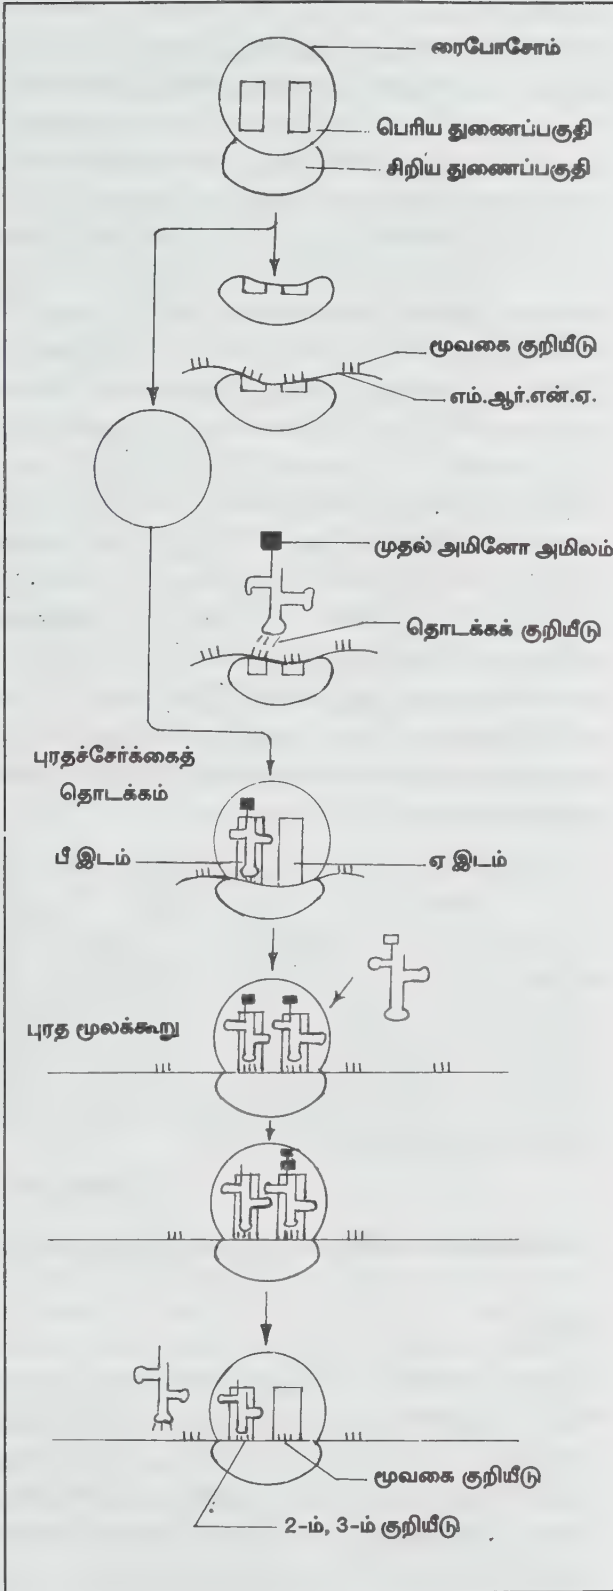 ரைபோசோம்
பெரிய துணைப்பகுதி
சிறிய துணைப்பகுதி
மூவகை குறியீடு
எம்.ஆர்.என்.ஏ.
முதல் அமினோ அமிலம்
தொடக்கக் குறியீடு
புரதச்சேர்க்கைத்
தொடக்கம்
பீ இடம்
ஏ இடம்
புரத மூலக்கூறு
மூவகை குறியீடு
2-ம், 3-ம் குறியீடு